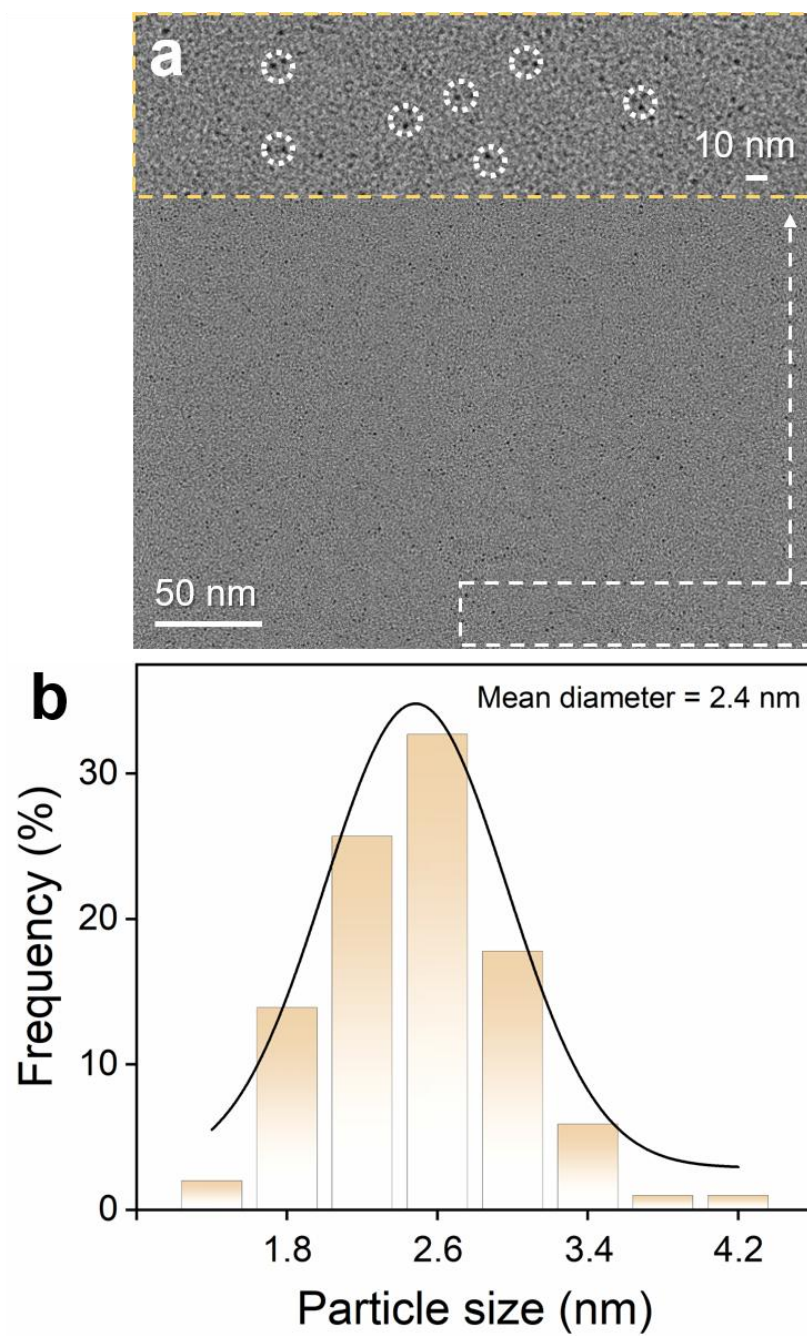 a
10 nm
50 nm
b
Mean diameter = 2.4 nm
Frequency (%)
30
20
10
0
1.8 2.6 3.4 4.2
Particle size (nm)